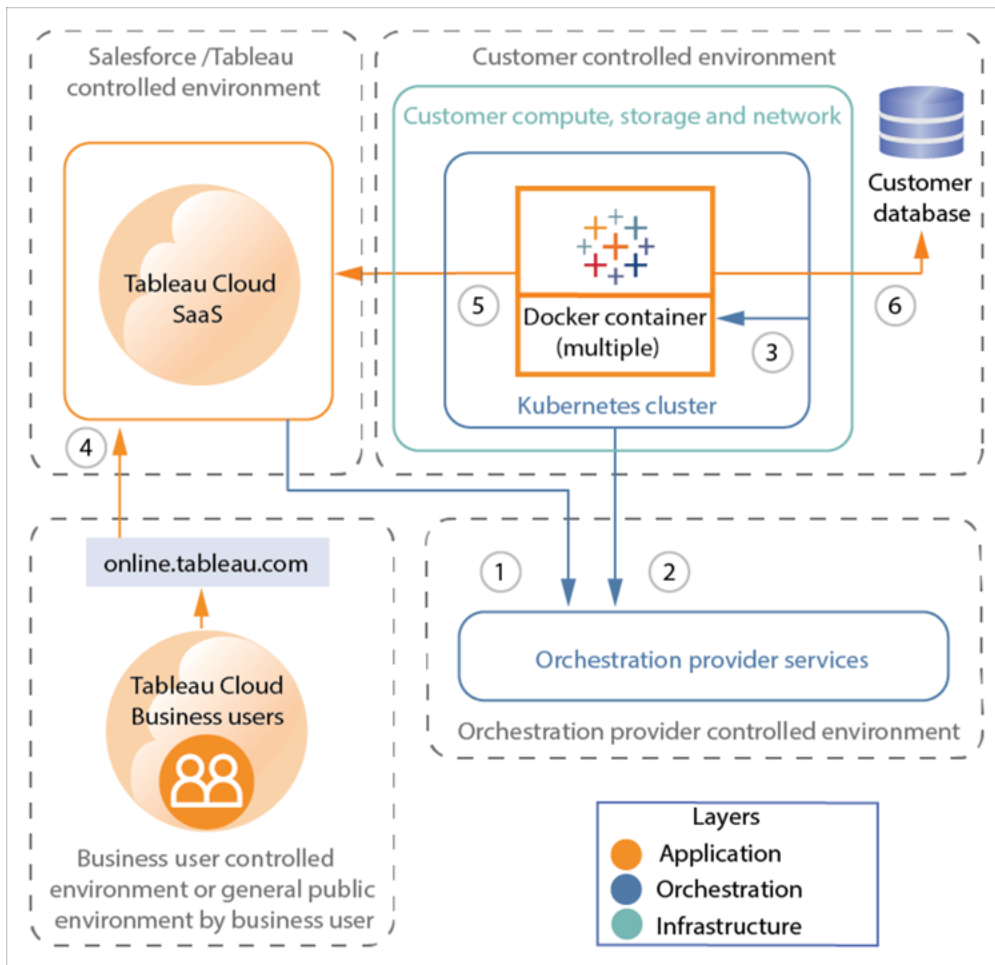 Salesforce /Tableau
controlled environment
Customer controlled environment
Customer compute, storage and network
Customer
database
Tableau Cloud
SaaS
5
Docker container
(multiple)
3
6
Kubernetes cluster
4
online.tableau.com
1
2
Tableau Cloud
Business users
Orchestration provider services
Orchestration provider controlled environment
Business user controlled
environment or general public
environment by business user
Layers
Application
Orchestration
Infrastructure